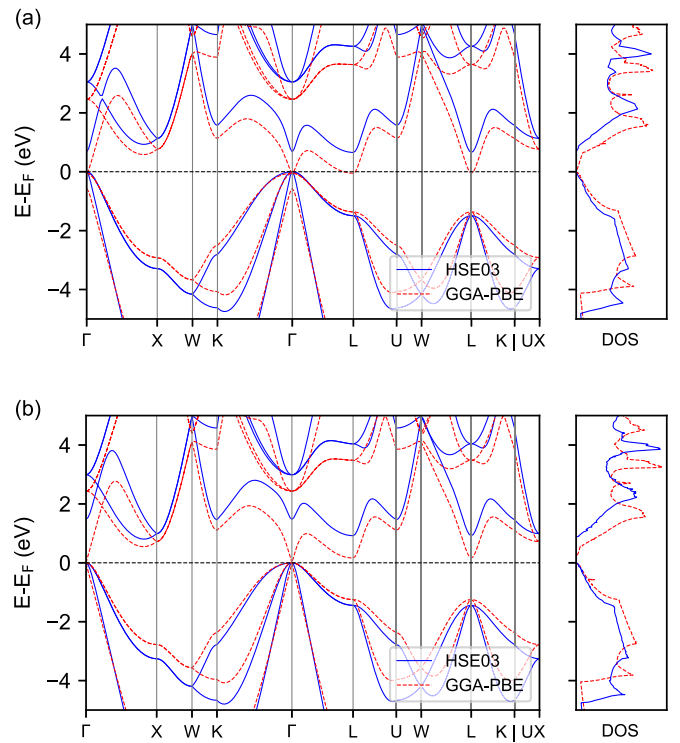 (a)
4
2
0
−2
−4
E-E_F (eV)
HSE03
GGA-PBE
Γ X W K Γ L U W L K | UX
DOS
(b)
4
2
0
−2
−4
E-E_F (eV)
HSE03
GGA-PBE
Γ X W K Γ L U W L K | UX
DOS